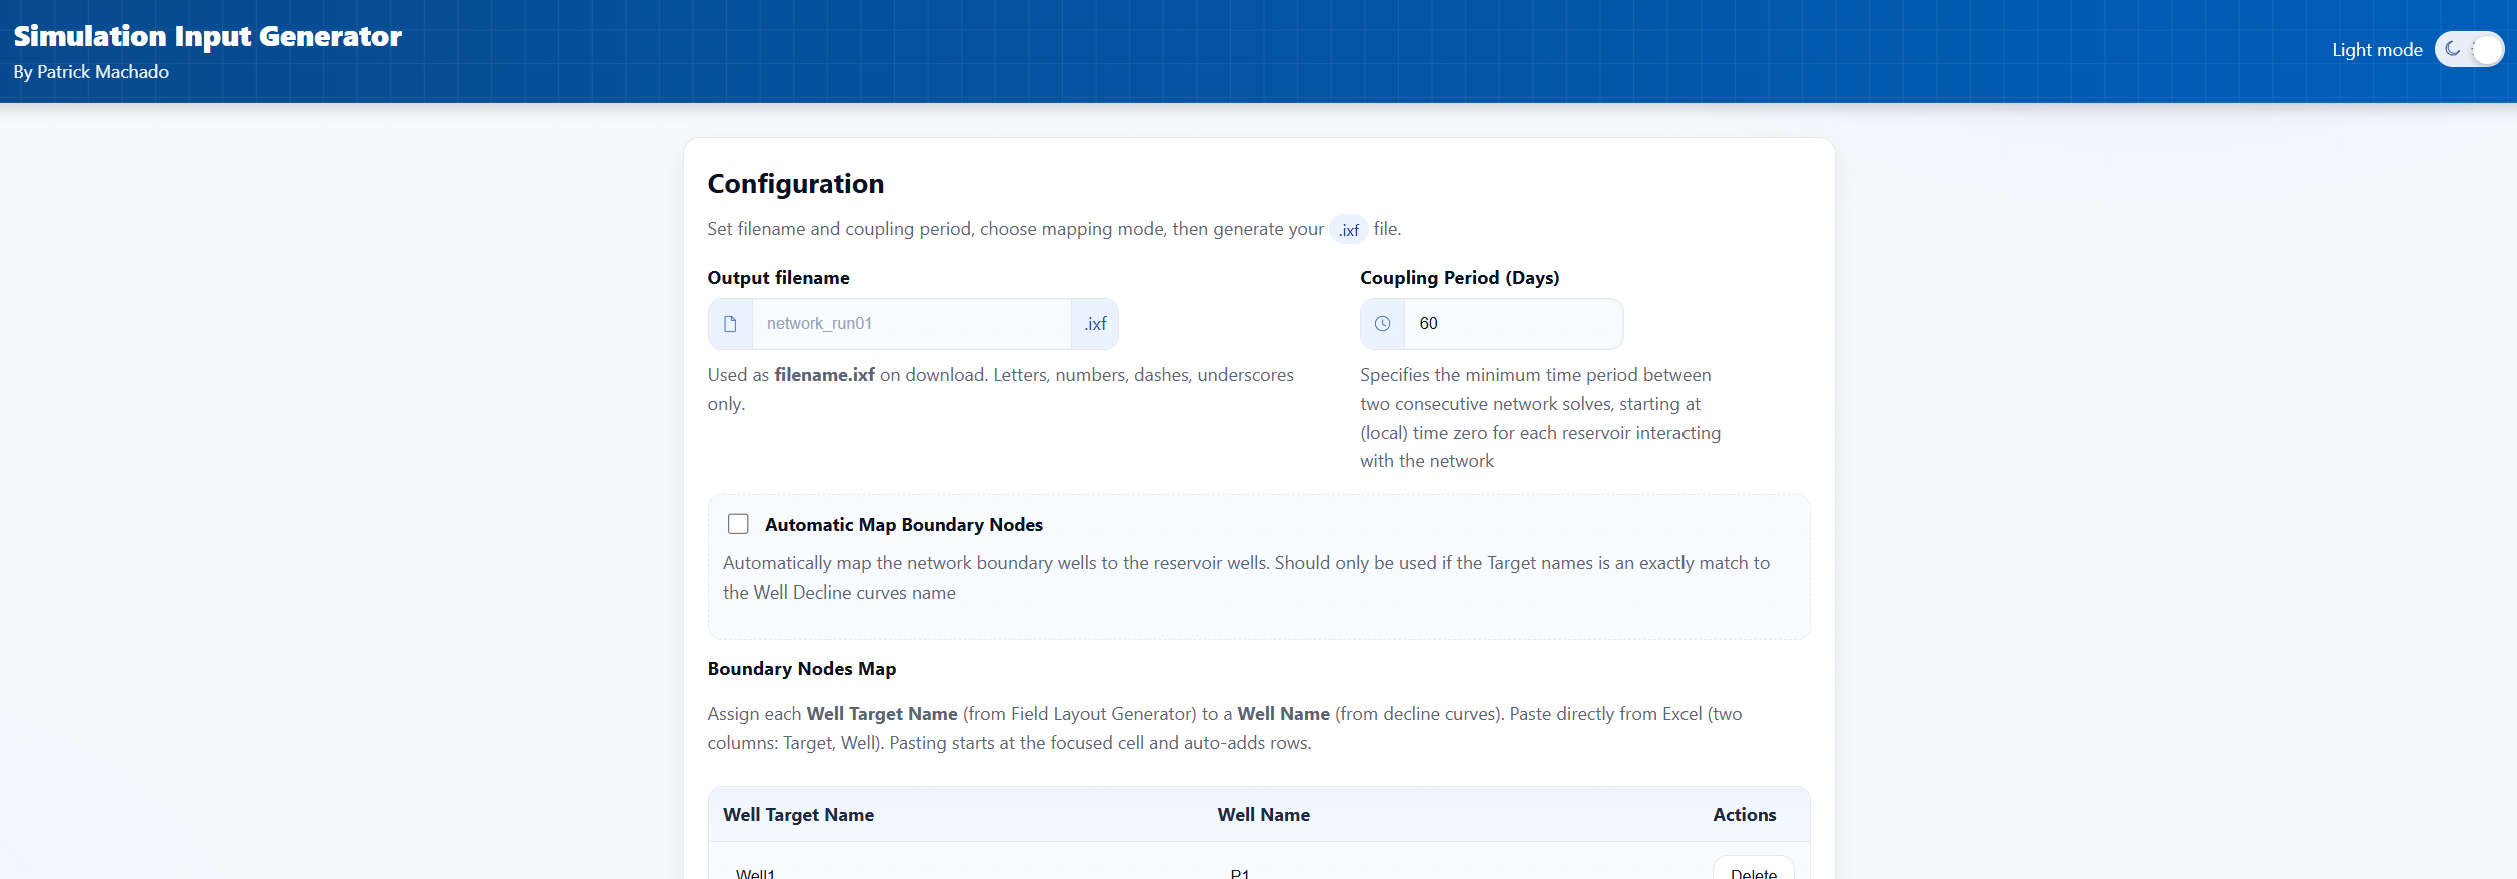 Simulation Input Generator
By Patrick Machado
Light mode
Configuration
Set filename and coupling period, choose mapping mode, then generate your .ixf file.
Output filename
network_run01 .ixf
Used as filename.ixf on download. Letters, numbers, dashes, underscores
only.
Coupling Period (Days)
60
Specifies the minimum time period between
two consecutive network solves, starting at
(local) time zero for each reservoir interacting
with the network
Automatic Map Boundary Nodes
Automatically map the network boundary wells to the reservoir wells. Should only be used if the Target names is an exactly match to
the Well Decline curves name
Boundary Nodes Map
Assign each Well Target Name (from Field Layout Generator) to a Well Name (from decline curves). Paste directly from Excel (two
columns: Target, Well). Pasting starts at the focused cell and auto-adds rows.
Well Target Name Well Name Actions
Well1 P1 Delete